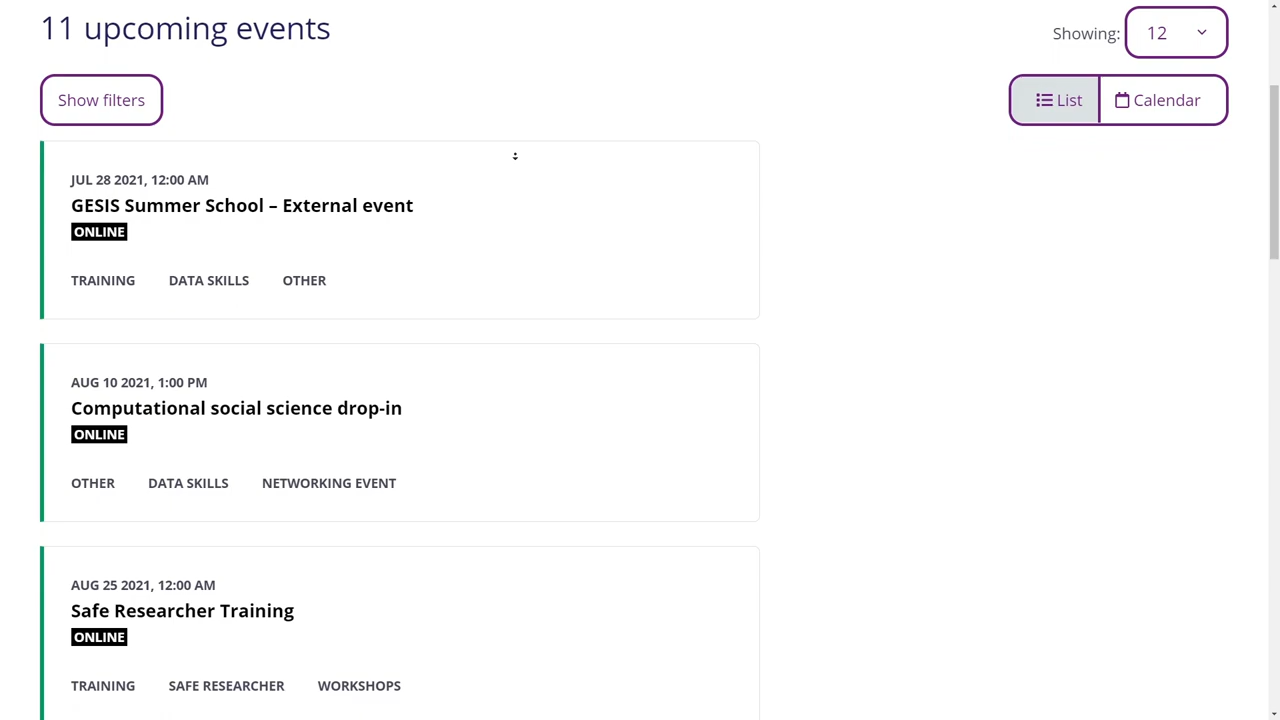 11 upcoming events
Showing: 12
Show filters
List Calendar
JUL 28 2021, 12:00 AM
GESIS Summer School – External event
ONLINE
TRAINING DATA SKILLS OTHER
AUG 10 2021, 1:00 PM
Computational social science drop-in
ONLINE
OTHER DATA SKILLS NETWORKING EVENT
AUG 25 2021, 12:00 AM
Safe Researcher Training
ONLINE
TRAINING SAFE RESEARCHER WORKSHOPS